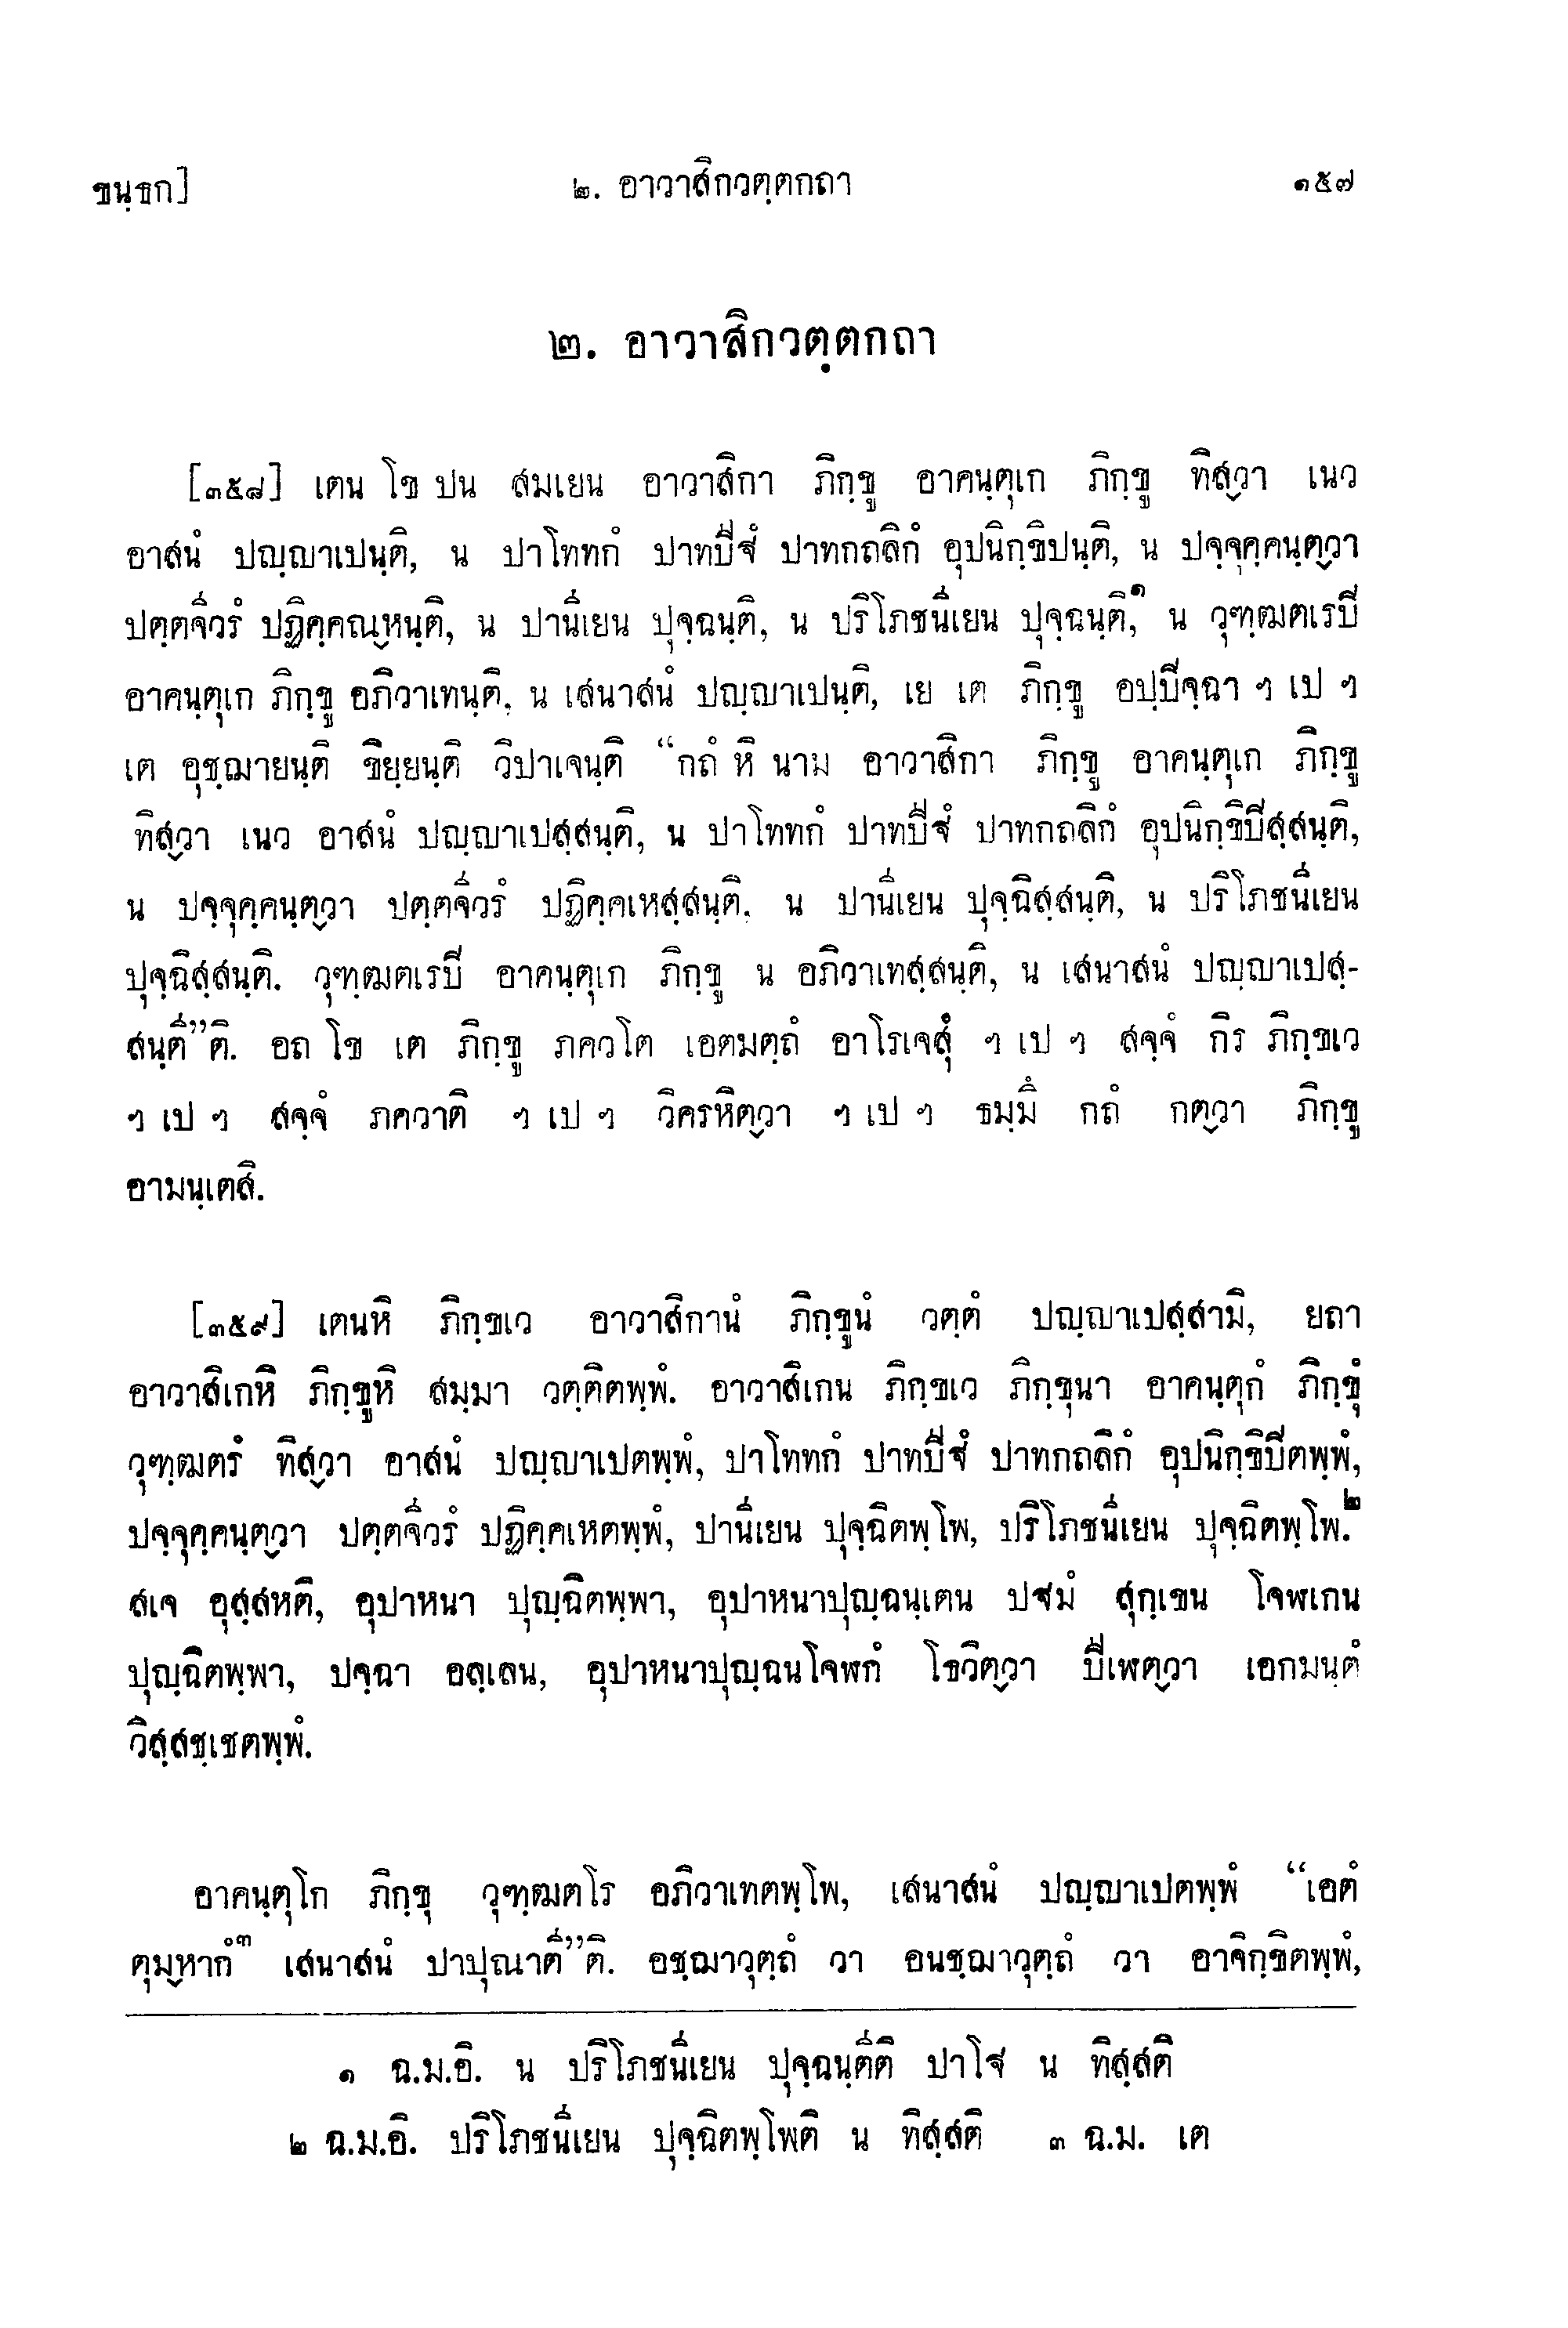 ขนฺธก]
๒. อาวาสิกวตฺตกถา
๑๕๗
๒. อาวาสิกวตฺตกถา
[๓๕๘] เตน โข ปน สมเยน อาวาสิกา ภิกฺขู อาคนฺตุเก ภิกฺขู ทิสฺวา เนว
อาสนํ ปญฺญาเปนฺติ, น ปาโททกํ ปาทปีฐํ ปาทกถลิกํ อุปนิกฺขิปนฺติ, น ปจฺจุคฺคนฺตฺวา
ปตฺตจีวรํ ปฏิคฺคณฺหนฺติ, น ปานีเยน ปุจฺฉนฺติ, น ปริโภชนีเยน ปุจฺฉนฺติ,๑ น วุฑฺฒตเรปิ
อาคนฺตุเก ภิกฺขู อภิวาเทนฺติ, น เสนาสนํ ปญฺญาเปนฺติ, เย เต ภิกฺขู อปฺปิจฺฉา ฯ เป ฯ
เต อุชฺฌายนฺติ ขิยฺยนฺติ วิปาเจนฺติ “กถํ หิ นาม อาวาสิกา ภิกฺขู อาคนฺตุเก ภิกฺขู
ทิสฺวา เนว อาสนํ ปญฺญาเปสฺสนฺติ, น ปาโททกํ ปาทปีฐํ ปาทกถลิกํ อุปนิกฺขิปิสฺสนฺติ,
น ปจฺจุคฺคนฺตฺวา ปตฺตจีวรํ ปฏิคฺคเหสฺสนฺติ, น ปานีเยน ปุจฺฉิสฺสนฺติ, น ปริโภชนีเยน
ปุจฺฉิสฺสนฺติ. วุฑฺฒตเรปิ อาคนฺตุเก ภิกฺขู น อภิวาเทสฺสนฺติ, น เสนาสนํ ปญฺญาเปสฺ-
สนฺตี”ติ. อถ โข เต ภิกฺขู ภควโต เอตมตฺถํ อาโรเจสุํ ฯ เป ฯ สจฺจํ กิร ภิกฺขเว
ฯ เป ฯ สจฺจํ ภควาติ ฯ เป ฯ วิครหิตฺวา ฯ เป ฯ ธมฺมึ กถํ กตฺวา ภิกฺขู
อามนฺเตสิ.
[๓๕๙] เตนหิ ภิกฺขเว อาวาสิกานํ ภิกฺขูนํ วตฺตํ ปญฺญาเปสฺสามิ, ยถา
อาวาสิเกหิ ภิกฺขูหิ สมฺมา วตฺติตพฺพํ. อาวาสิเกน ภิกฺขเว ภิกฺขุนา อาคนฺตุกํ ภิกฺขุํ
วุฑฺฒตรํ ทิสฺวา อาสนํ ปญฺญาเปตพฺพํ, ปาโททกํ ปาทปีฐํ ปาทกถลิกํ อุปนิกฺขิปิตพฺพํ,
ปจฺจุคฺคนฺตฺวา ปตฺตจีวรํ ปฏิคฺคเหตพฺพํ, ปานีเยน ปุจฺฉิตพฺโพ, ปริโภชนีเยน ปุจฺฉิตพฺโพ.๒
สเจ อุสฺสหติ, อุปาหนา ปุญฺฉิตพฺพา, อุปาหนาปุญฺฉนฺเตน ปฐมํ สุกฺเขน โจฬเกน
ปุญฺฉิตพฺพา, ปจฺฉา อลฺเลน, อุปาหนาปุญฺฉนโจฬกํ โธวิตฺวา ปีเฬตฺวา เอกมนฺตํ
วิสฺสชฺเชตพฺพํ.
อาคนฺตุโก ภิกฺขุ วุฑฺฒตโร อภิวาเทตพฺโพ, เสนาสนํ ปญฺญาเปตพฺพํ “เอตํ
ตุมฺหากํ๓ เสนาสนํ ปาปุณาตี”ติ. อชฺฌาวุตฺถํ วา อนชฺฌาวุตฺถํ วา อาจิกฺขิตพฺพํ,
๑ ฉ.ม.อิ. น ปริโภชนีเยน ปุจฺฉนฺตีติ ปาโฐ น ทิสฺสติ
๒ ฉ.ม.อิ. ปริโภชนีเยน ปุจฺฉิตพฺโพติ น ทิสฺสติ ๓ ฉ.ม. เต